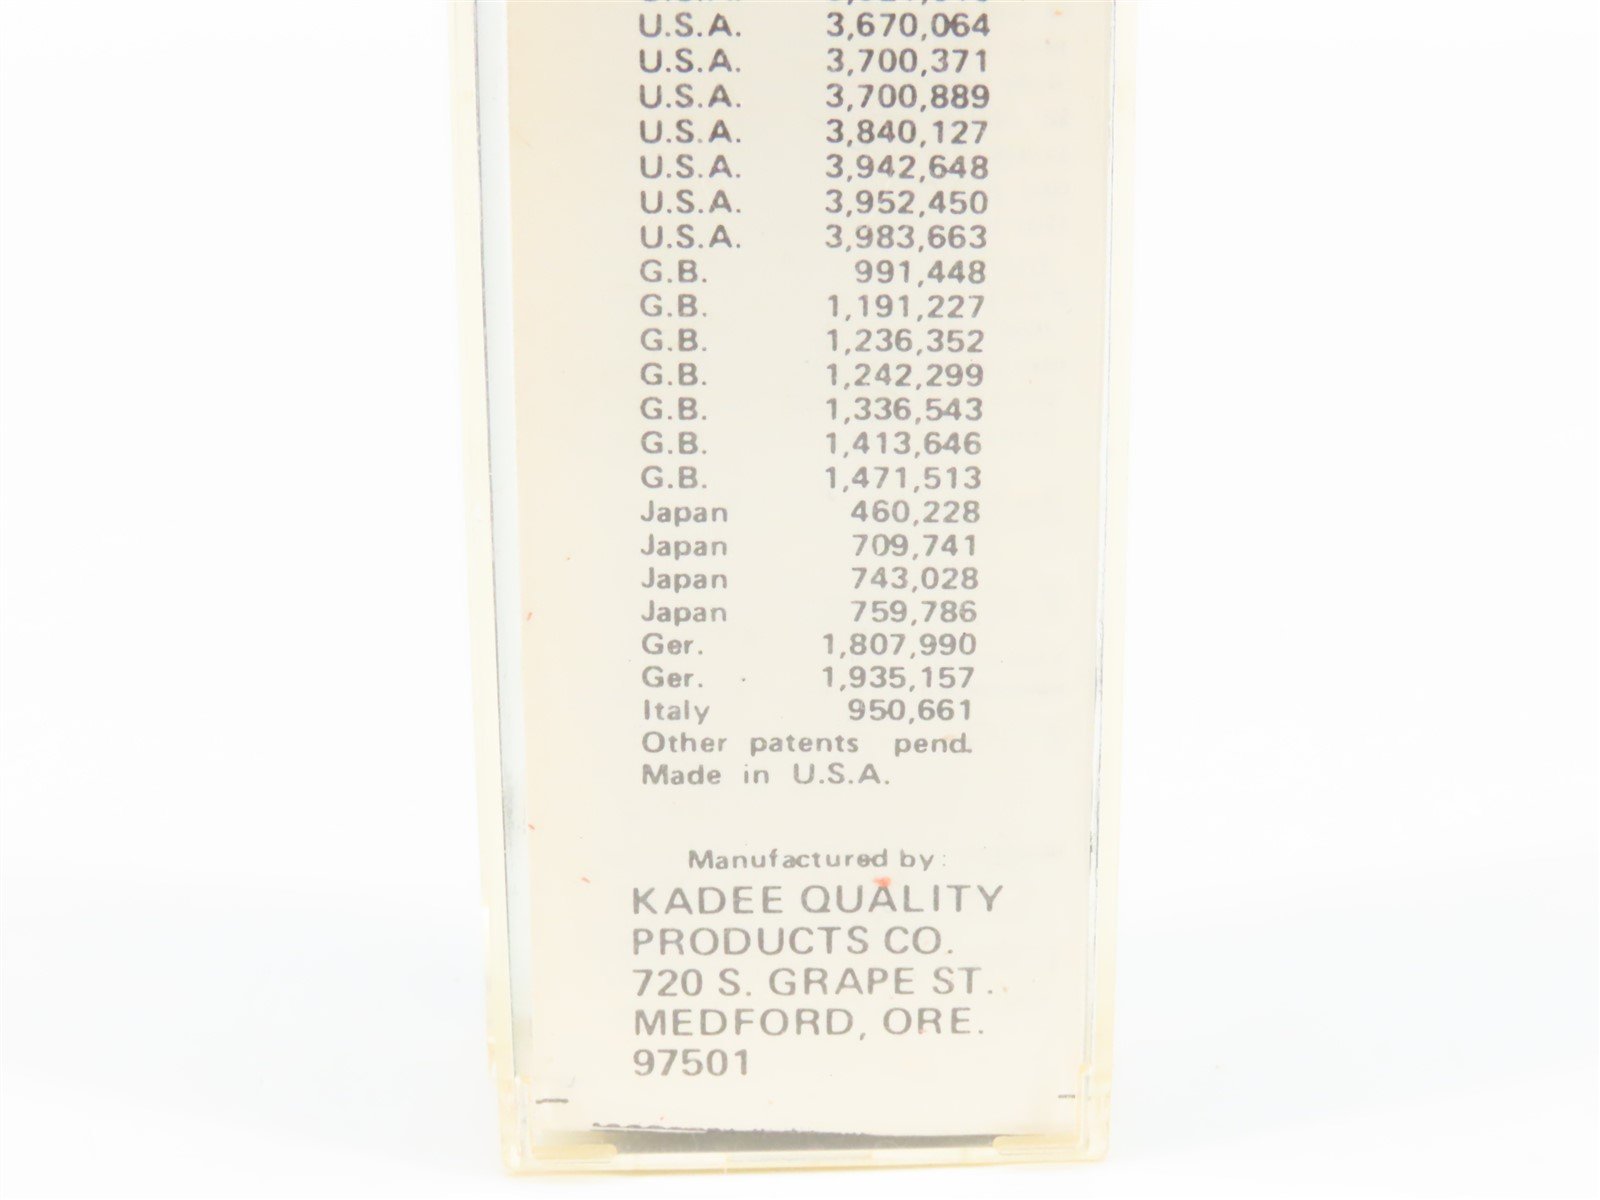 U.S.A. 3,670,064
U.S.A. 3,700,371
U.S.A. 3,700,889
U.S.A. 3,840,127
U.S.A. 3,942,648
U.S.A. 3,952,450
U.S.A. 3,983,663
G.B. 991,448
G.B. 1,191,227
G.B. 1,236,352
G.B. 1,242,299
G.B. 1,336,543
G.B. 1,413,646
G.B. 1,471,513
Japan 460,228
Japan 709,741
Japan 743,028
Japan 759,786
Ger. 1,807,990
Ger. 1,935,157
Italy 950,661
Other patents pend.
Made in U.S.A.
Manufactured by:
KADEE QUALITY
PRODUCTS CO.
720 S. GRAPE ST.
MEDFORD, ORE.
97501